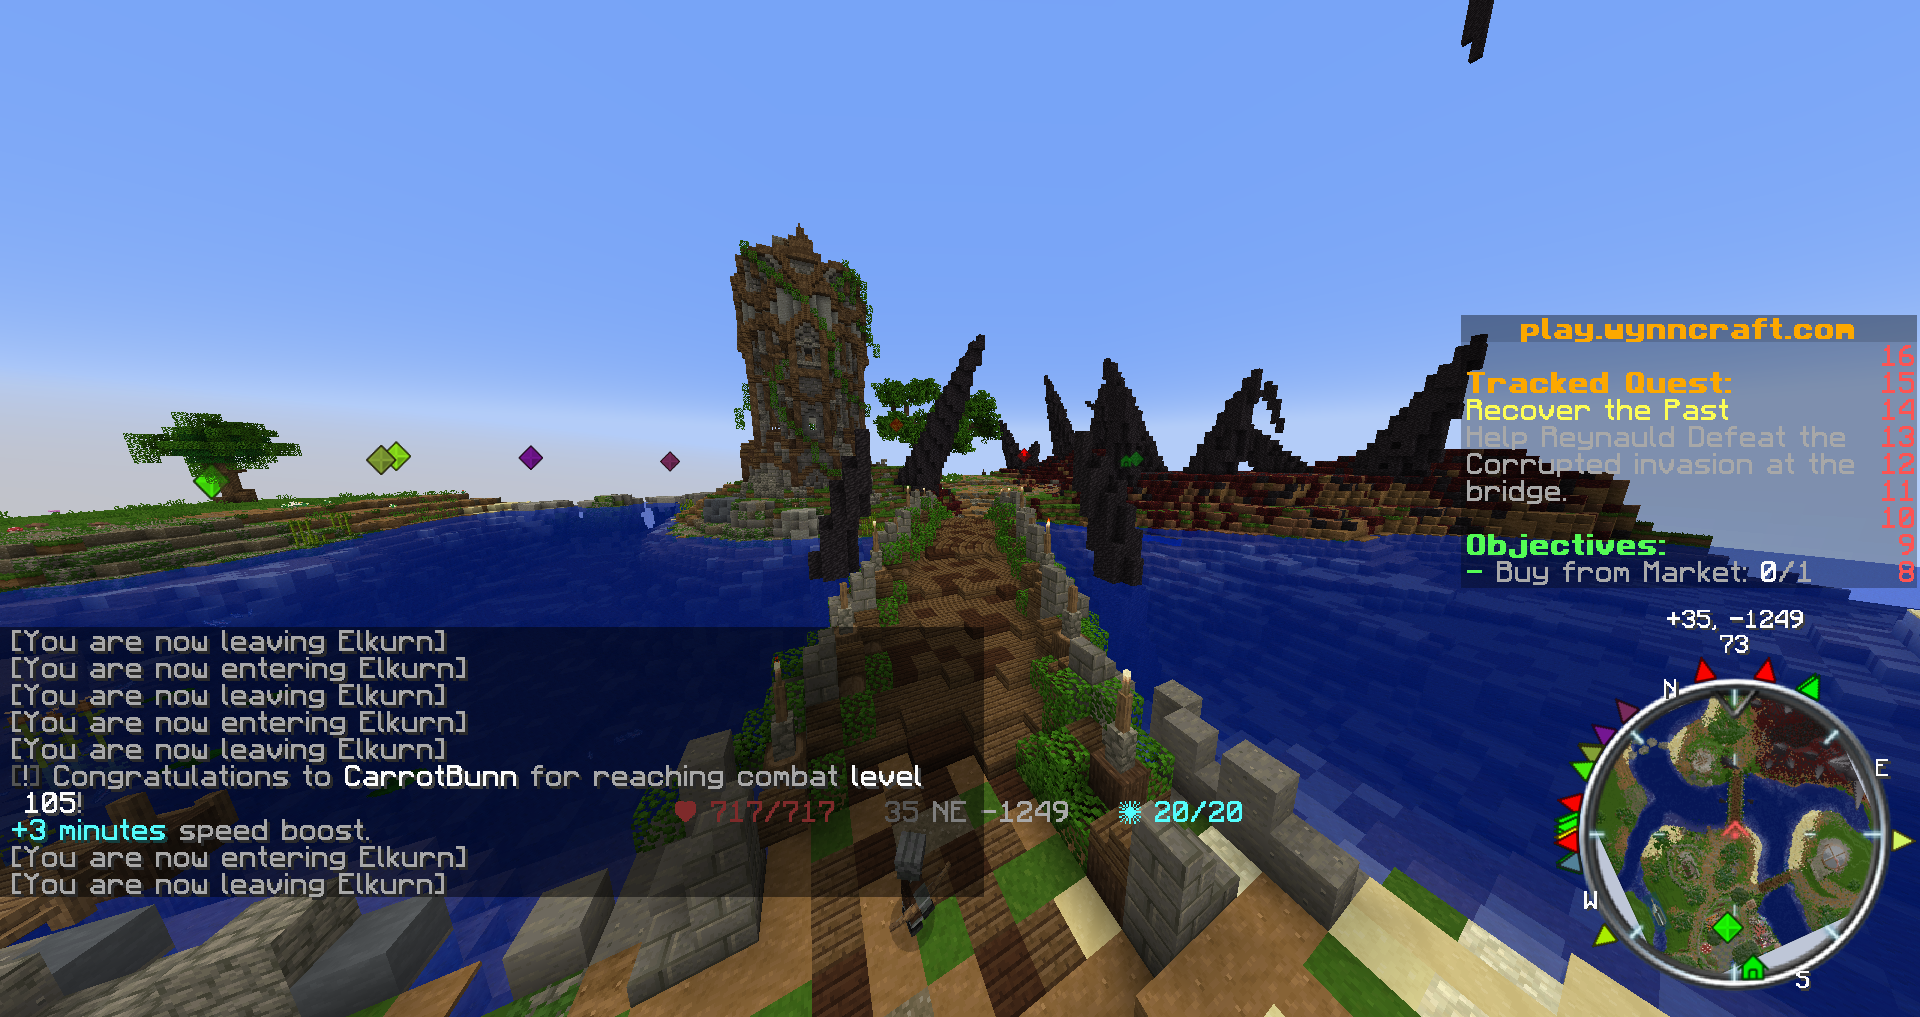 play.wynncraft.com
16
Tracked Quest:
15
Recover the Past
14
Help Reynauld Defeat the
13
Corrupted invasion at the
12
bridge.
11
10
Objectives:
9
- Buy from Market: 0/1
8
+35, -1249
73
N
E
W
S
[You are now leaving Elkurn]
[You are now entering Elkurn]
[You are now leaving Elkurn]
[You are now entering Elkurn]
[You are now leaving Elkurn]
[!] Congratulations to CarrotBunn for reaching combat level
105!
+3 minutes speed boost.
[You are now entering Elkurn]
[You are now leaving Elkurn]
717/717
35 NE -1249
20/20